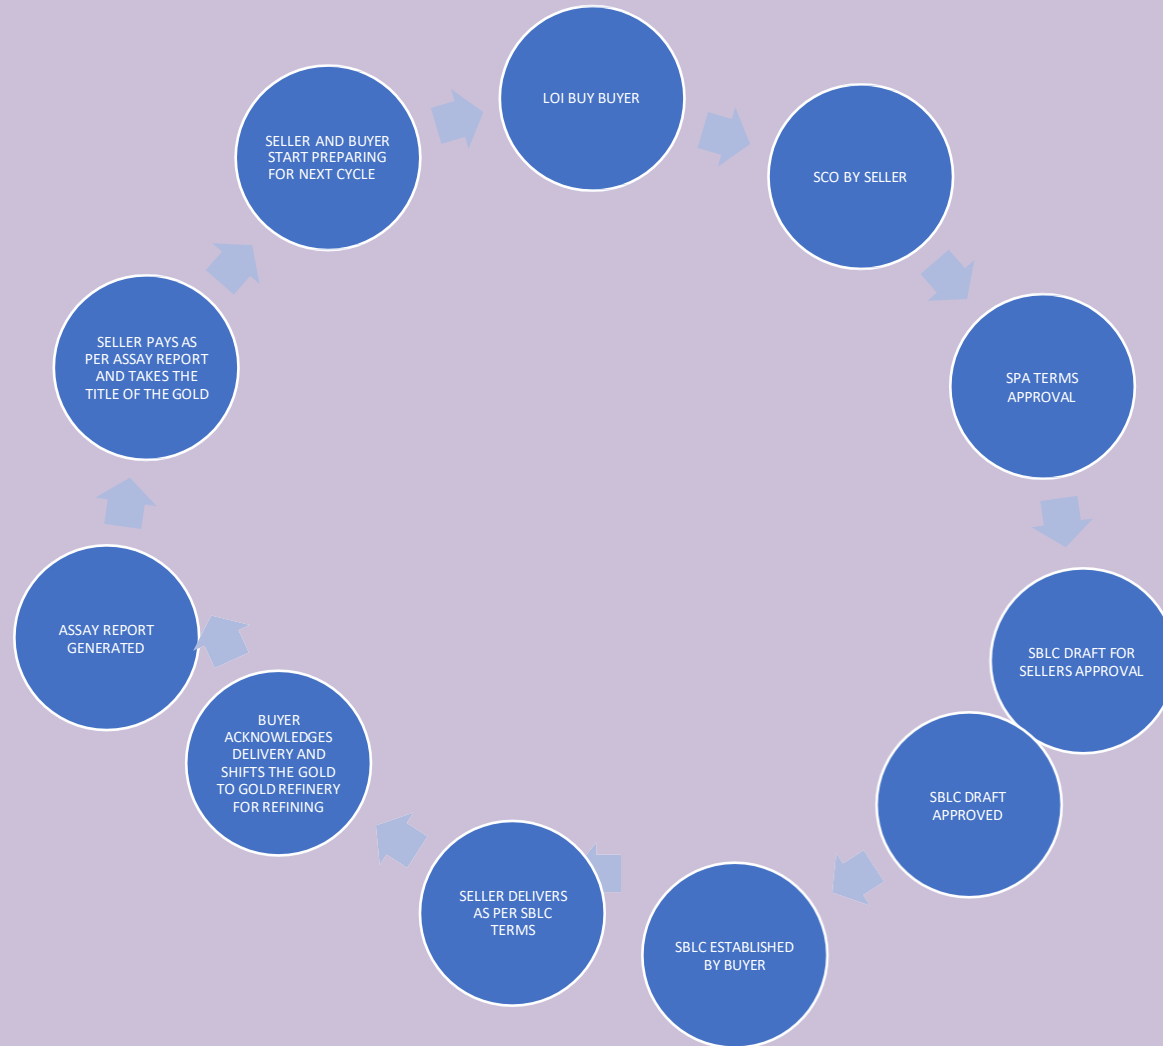 LOI BUY BUYER
SCO BY SELLER
SPA TERMS
APPROVAL
SBLC DRAFT FOR
SELLERS APPROVAL
SBLC DRAFT
APPROVED
SBLC ESTABLISHED
BY BUYER
SELLER DELIVERS
AS PER SBLC
TERMS
BUYER
ACKNOWLEDGES
DELIVERY AND
SHIFTS THE GOLD
TO GOLD REFINERY
FOR REFINING
ASSAY REPORT
GENERATED
SELLER PAYS AS
PER ASSAY REPORT
AND TAKES THE
TITLE OF THE GOLD
SELLER AND BUYER
START PREPARING
FOR NEXT CYCLE